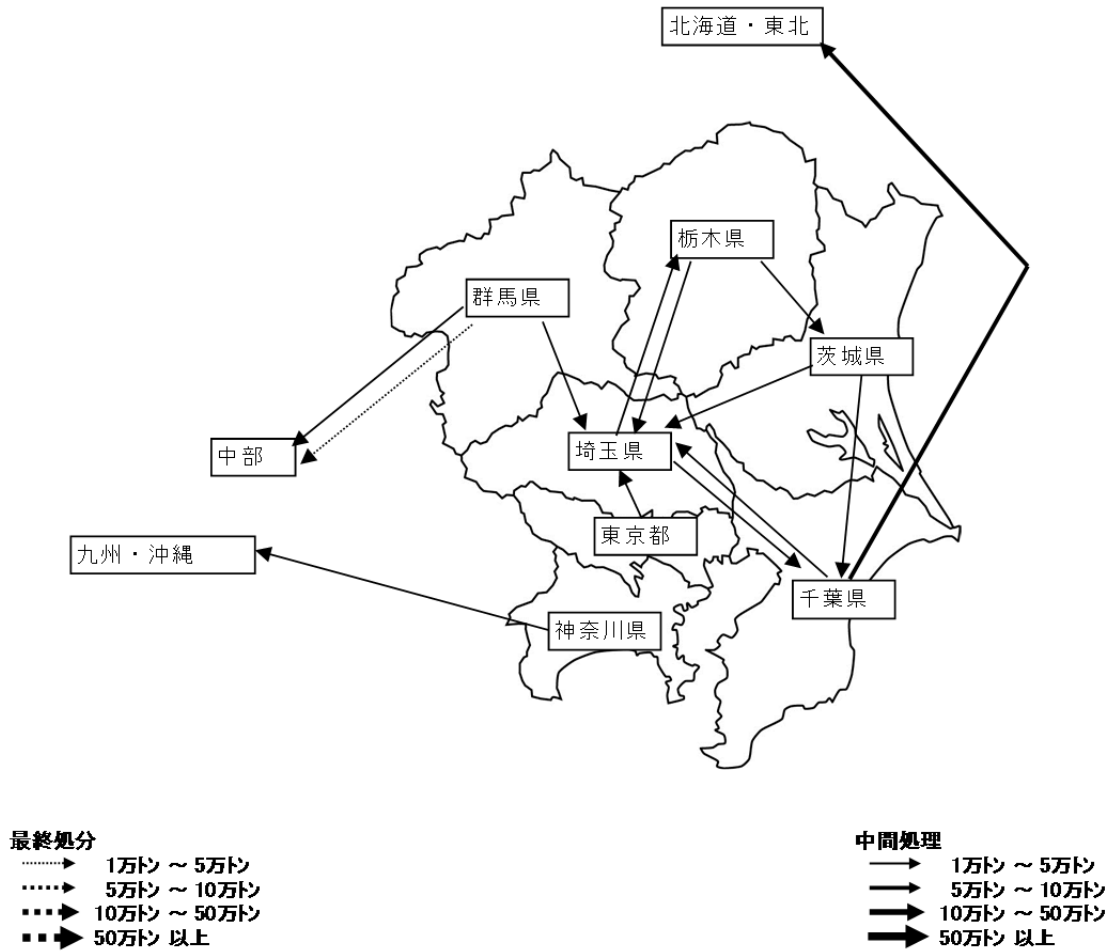 北海道・東北
栃木県
群馬県
茨城県
中部
埼玉県
東京都
九州・沖縄
千葉県
神奈川県
最終処分
1万トン ～ 5万トン
5万トン ～ 10万トン
10万トン ～ 50万トン
50万トン 以上
中間処理
1万トン ～ 5万トン
5万トン ～ 10万トン
10万トン ～ 50万トン
50万トン 以上